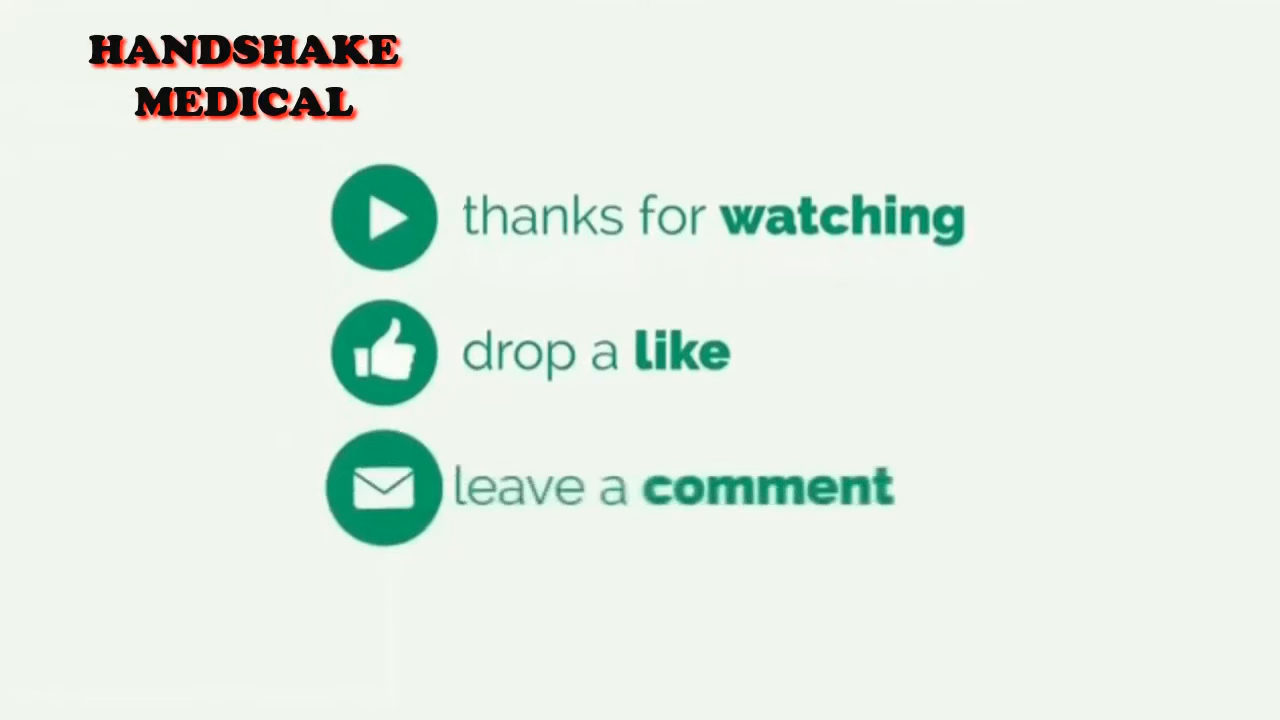 HANDSHAKE
MEDICAL
thanks for watching
drop a like
leave a comment